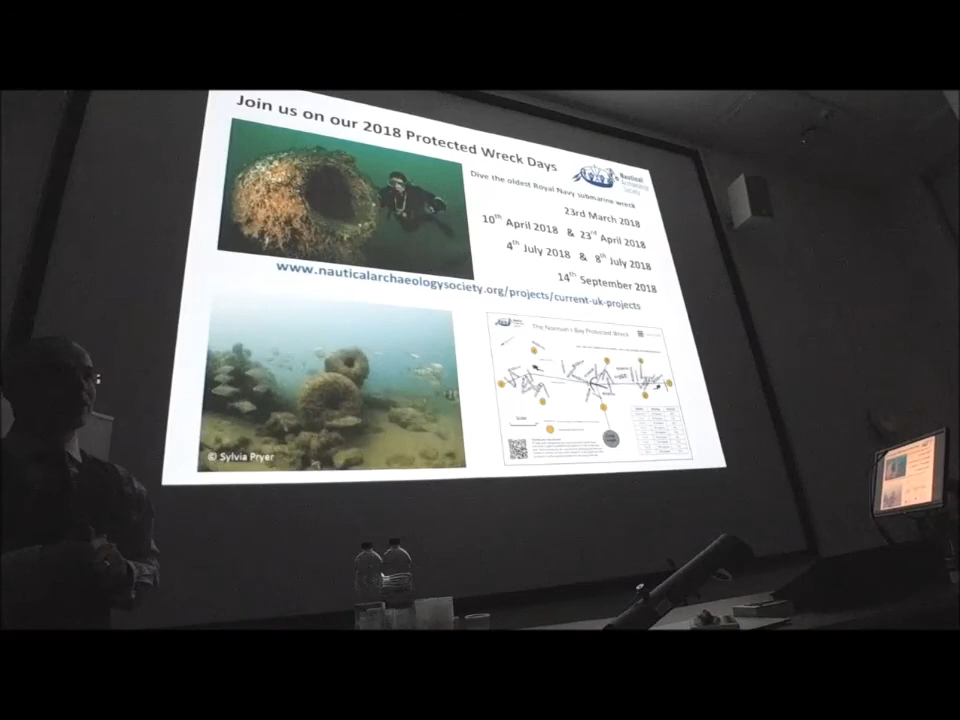 Join us on our 2018 Protected Wreck Days
Nautical
Archaeology
Society
Dive the oldest Royal Navy submarine wreck
23rd March 2018
10th April 2018 & 23rd April 2018
4th July 2018 & 8th July 2018
14th September 2018
www.nauticalarchaeologysociety.org/projects/current-uk-projects
The Norman's Bay Protected Wreck
© Sylvia Pryer